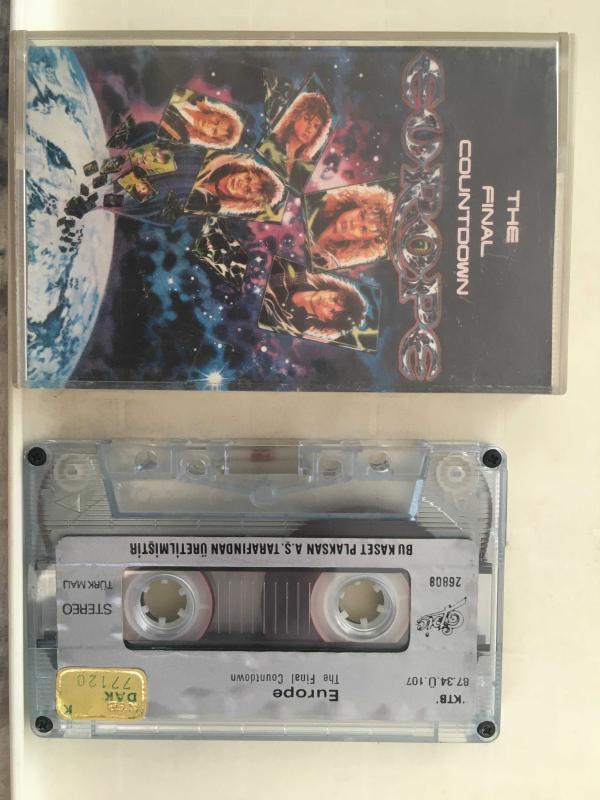 EUROPE
THE
FINAL
COUNTDOWN
'KTB'
87.34.Ü.107
Europe
The Final Countdown
DAK
77120
K
Epic
26808
STEREO
TÜRK MALI
BU KASET PLAKSAN A.Ş. TARAFINDAN ÜRETİLMİŞTİR